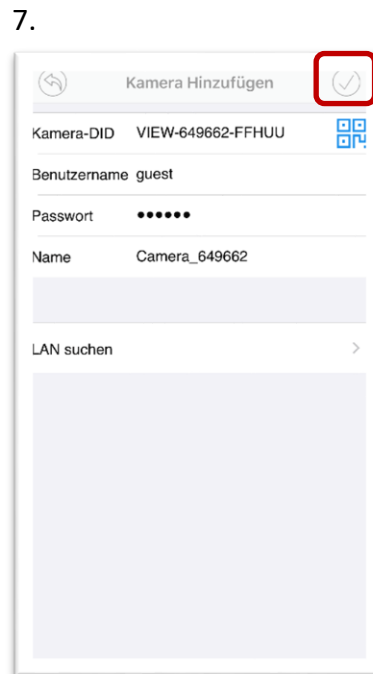 7.
Kamera Hinzufügen
Kamera-DID VIEW-649662-FFHUU
Benutzername guest
Passwort ••••••
Name Camera_649662
LAN suchen